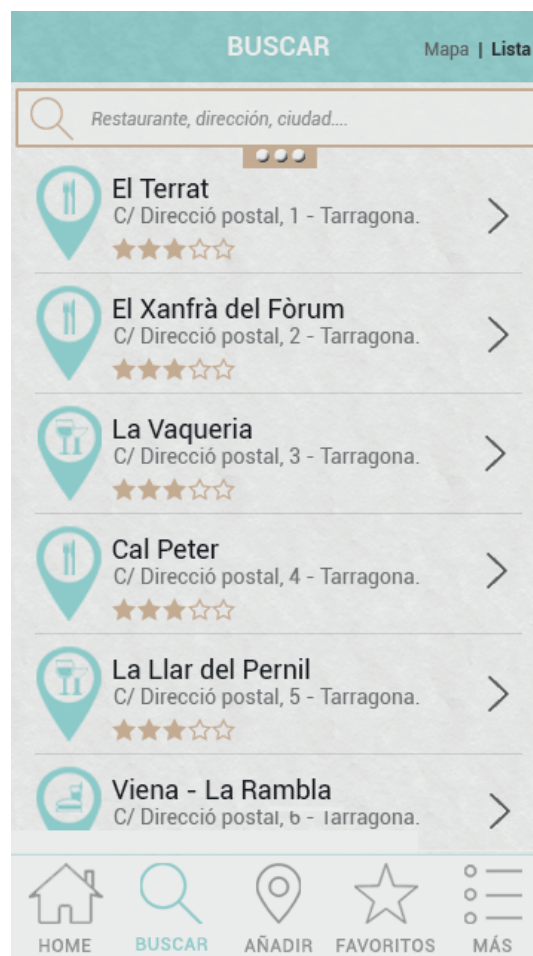 BUSCAR
Mapa | Lista
Restaurante, dirección, ciudad....
El Terrat
C/ Direcció postal, 1 - Tarragona.
El Xanfrà del Fòrum
C/ Direcció postal, 2 - Tarragona.
La Vaqueria
C/ Direcció postal, 3 - Tarragona.
Cal Peter
C/ Direcció postal, 4 - Tarragona.
La Llar del Pernil
C/ Direcció postal, 5 - Tarragona.
Viena - La Rambla
C/ Direcció postal, 6 - Tarragona.
HOME BUSCAR AÑADIR FAVORITOS MÁS